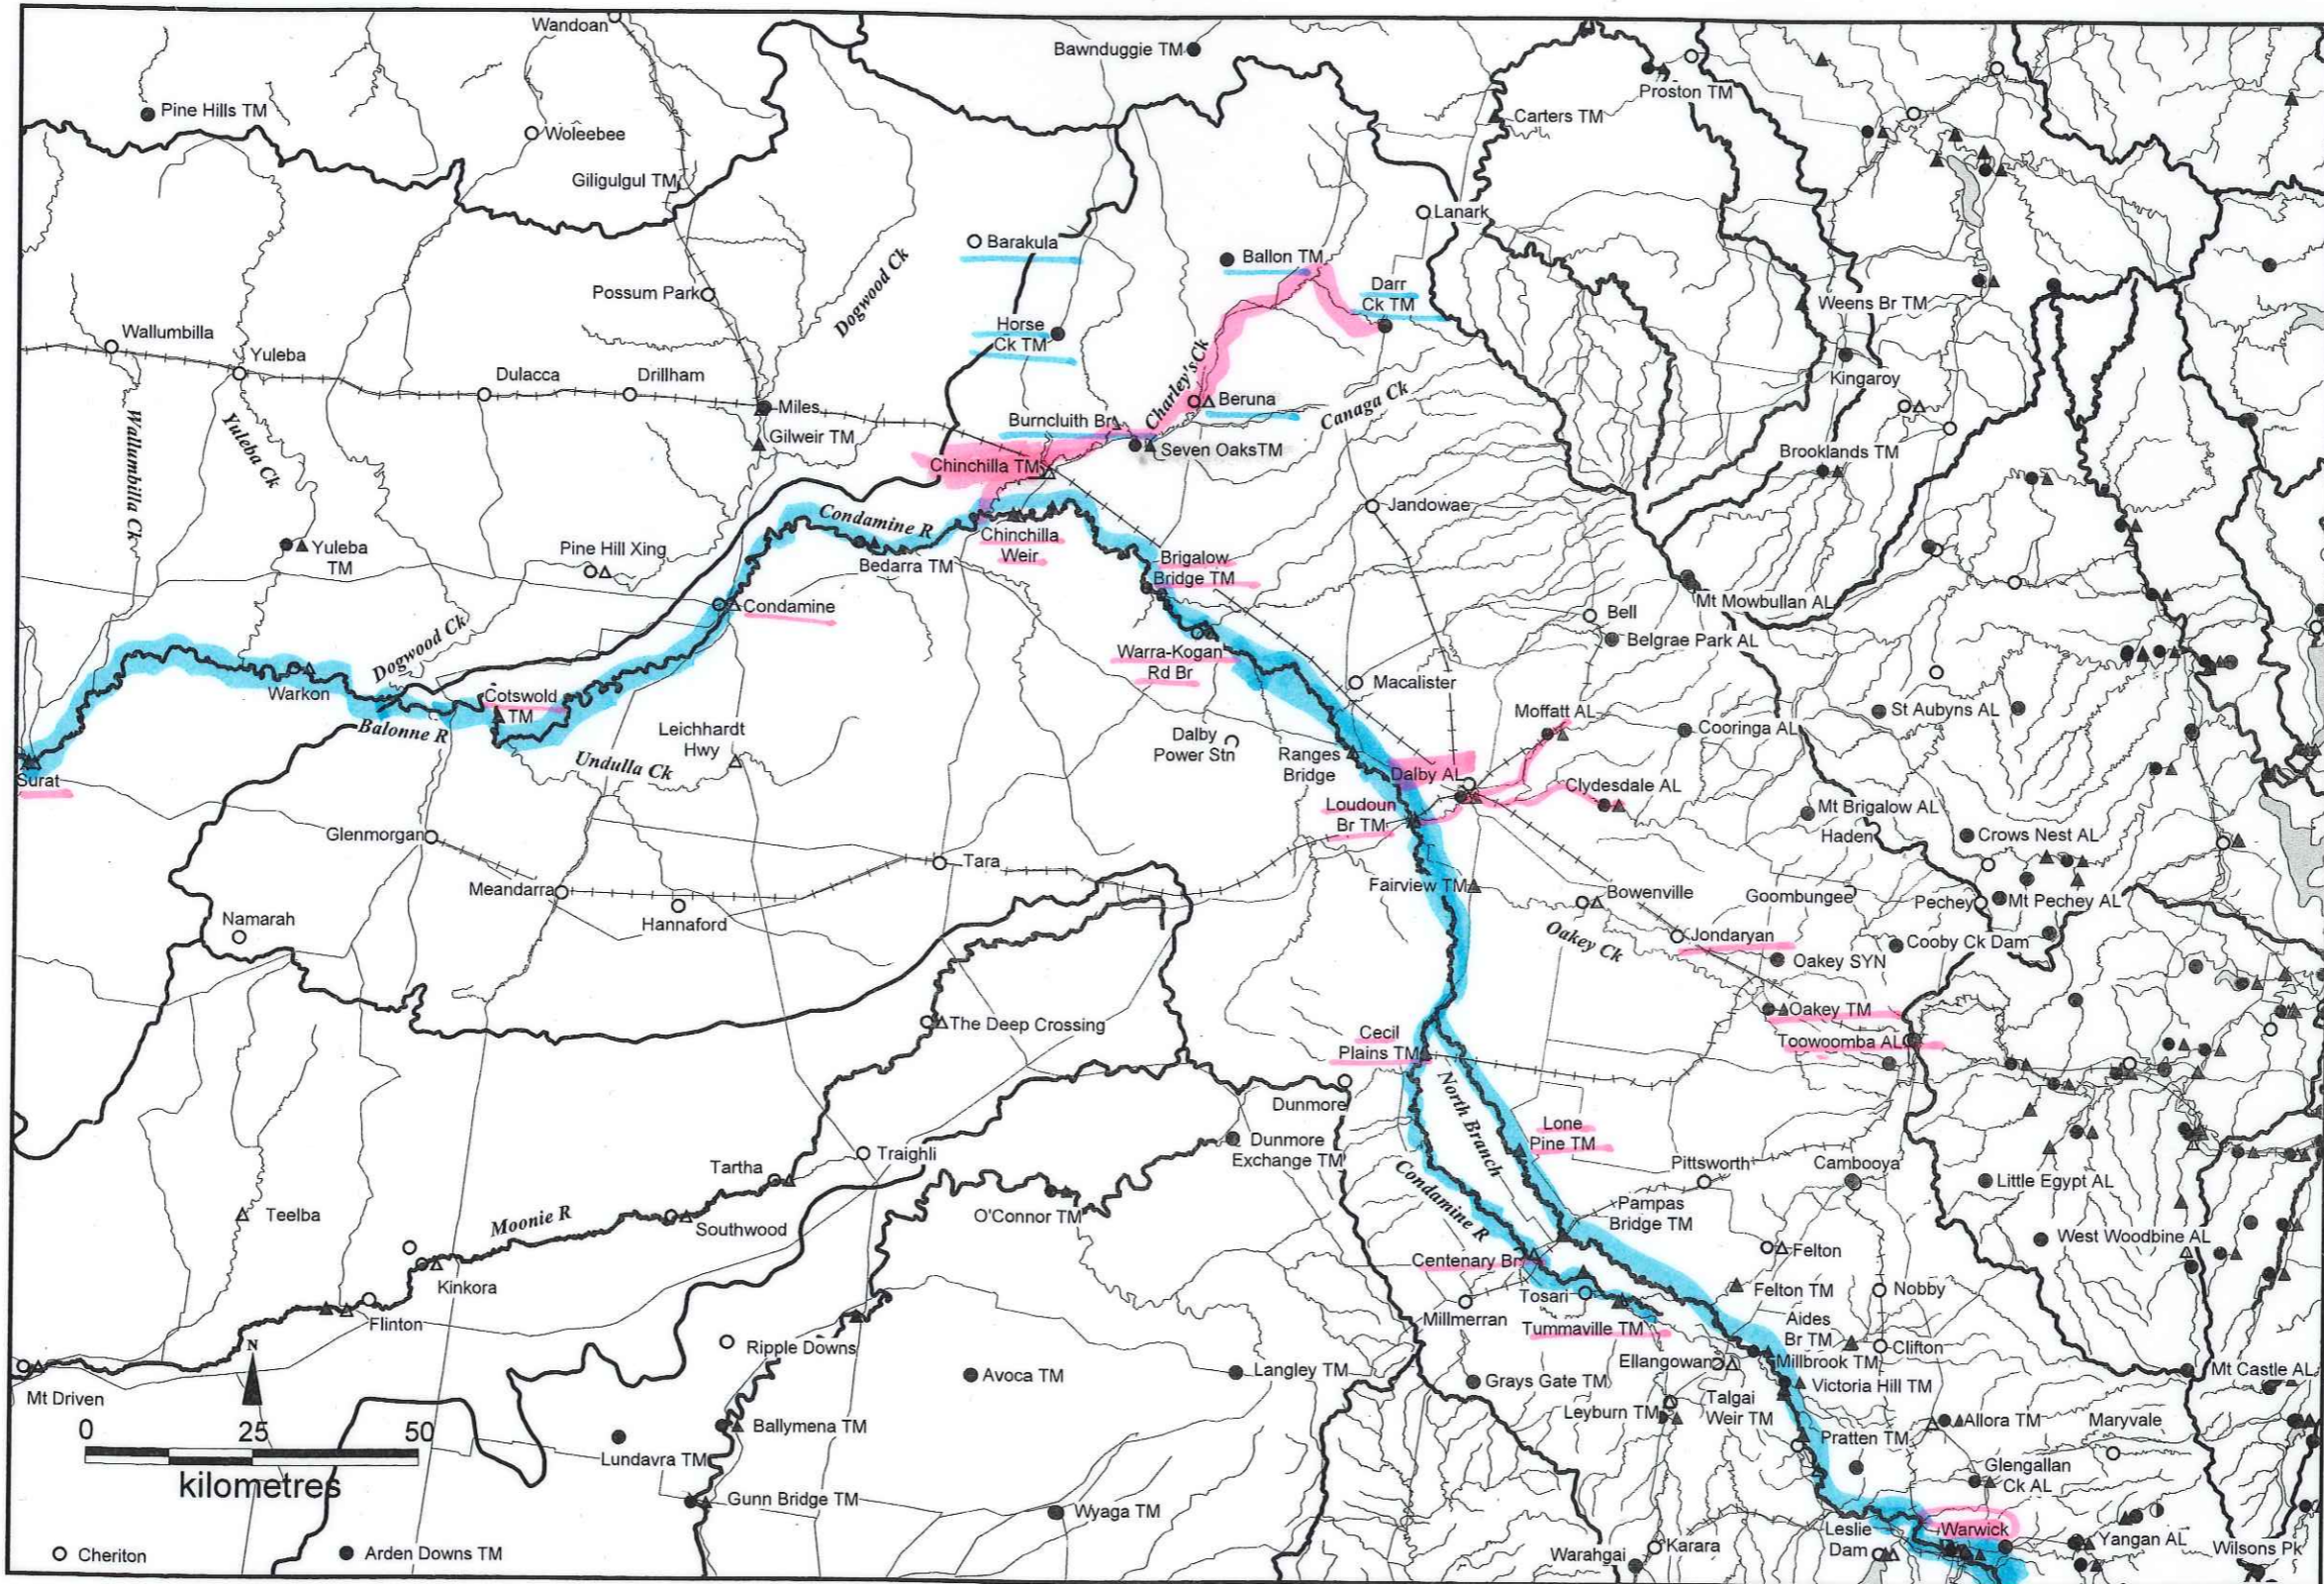 Wandoan
Bawnduggie TM
Pine Hills TM
Proston TM
Carters TM
Woleebee
Giligulgul TM
Lanark
Barakula
Ballon TM
Dogwood Ck
Darr
Ck TM
Possum Park
Weens Br TM
Horse
Ck TM
Wallumbilla
Yuleba
Charley's Ck
Dulacca
Drillham
Kingaroy
Miles
Beruna
Canaga Ck
Burncluith Br
Wallumbilla Ck
Yuleba Ck
Gilweir TM
Seven OaksTM
Brooklands TM
Chinchilla TM
Jandowae
Condamine R
Chinchilla
Weir
Yuleba
TM
Pine Hill Xing
Bedarra TM
Brigalow
Bridge TM
Mt Mowbullan AL
Condamine
Bell
Belgrae Park AL
Dogwood Ck
Warra-Kogan
Rd Br
Warkon
Macalister
Cotswold
TM
Moffatt AL
St Aubyns AL
Cooringa AL
Balonne R
Leichhardt
Hwy
Dalby
Power Stn
Ranges
Bridge
Undulla Ck
Surat
Dalby AL
Clydesdale AL
Loudoun
Br TM
Mt Brigalow AL
Haden
Crows Nest AL
Glenmorgan
Tara
Meandarra
Fairview TM
Bowenville
Goombungee
Pechey
Mt Pechey AL
Hannaford
Namarah
Oakey Ck
Jondaryan
Cooby Ck Dam
Oakey SYN
Oakey TM
The Deep Crossing
Cecil
Plains TM
Toowoomba AL
North Branch
Dunmore
Lone
Pine TM
Dunmore
Exchange TM
Traighli
Tartha
Pittsworth
Cambooya
Little Egypt AL
Condamine R
Pampas
Bridge TM
Teelba
Moonie R
Southwood
O'Connor TM
West Woodbine AL
Felton
Centenary Br
Kinkora
Felton TM
Nobby
Tosari
Millmerran
Flinton
Tummaville TM
Aides
Br TM
N
Ripple Downs
Clifton
Ellangowan
Millbrook TM
Mt Castle AL
Avoca TM
Langley TM
Grays Gate TM
Victoria Hill TM
Mt Driven
Talgai
Weir TM
Leyburn TM
Allora TM
Maryvale
0 25 50
kilometres
Ballymena TM
Pratten TM
Lundavra TM
Glengallan
Ck AL
Gunn Bridge TM
Wyaga TM
Leslie
Dam
Warwick
Yangan AL
Wilsons Pk
Karara
Warahgai
Cheriton
Arden Downs TM